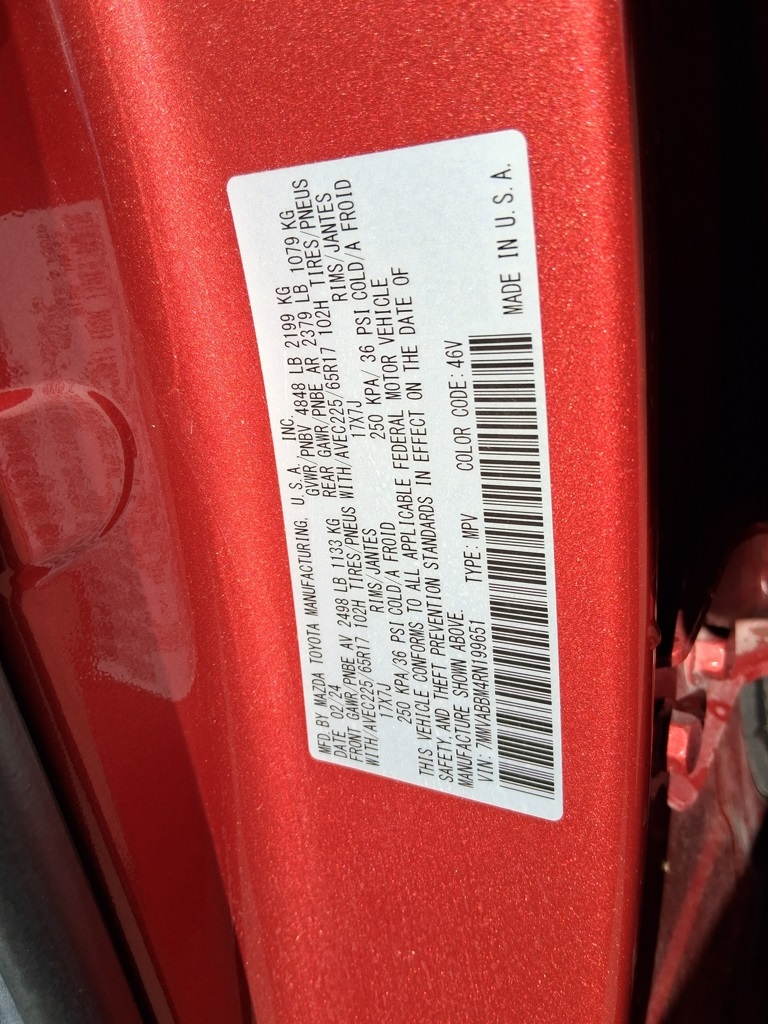 MFD. BY MAZDA TOYOTA MANUFACTURING, U.S.A., INC.
DATE 02/24 GVWR/PNBV 4848 LB 2199 KG
FRONT GAWR/PNBE AV 2498 LB 1133 KG REAR GAWR/PNBE AR 2379 LB 1079 KG
WITH/AVEC225/65R17 102H TIRES/PNEUS WITH/AVEC225/65R17 102H TIRES/PNEUS
17X7J RIMS/JANTES 17X7J RIMS/JANTES
250 KPA/36 PSI COLD/A FROID 250 KPA/ 36 PSI COLD/A FROID
THIS VEHICLE CONFORMS TO ALL APPLICABLE FEDERAL MOTOR VEHICLE
SAFETY, AND THEFT PREVENTION STANDARDS IN EFFECT ON THE DATE OF
MANUFACTURE SHOWN ABOVE.
VIN: 7MMVABBM4RN199651 TYPE: MPV COLOR CODE: 46V
MADE IN U.S.A.